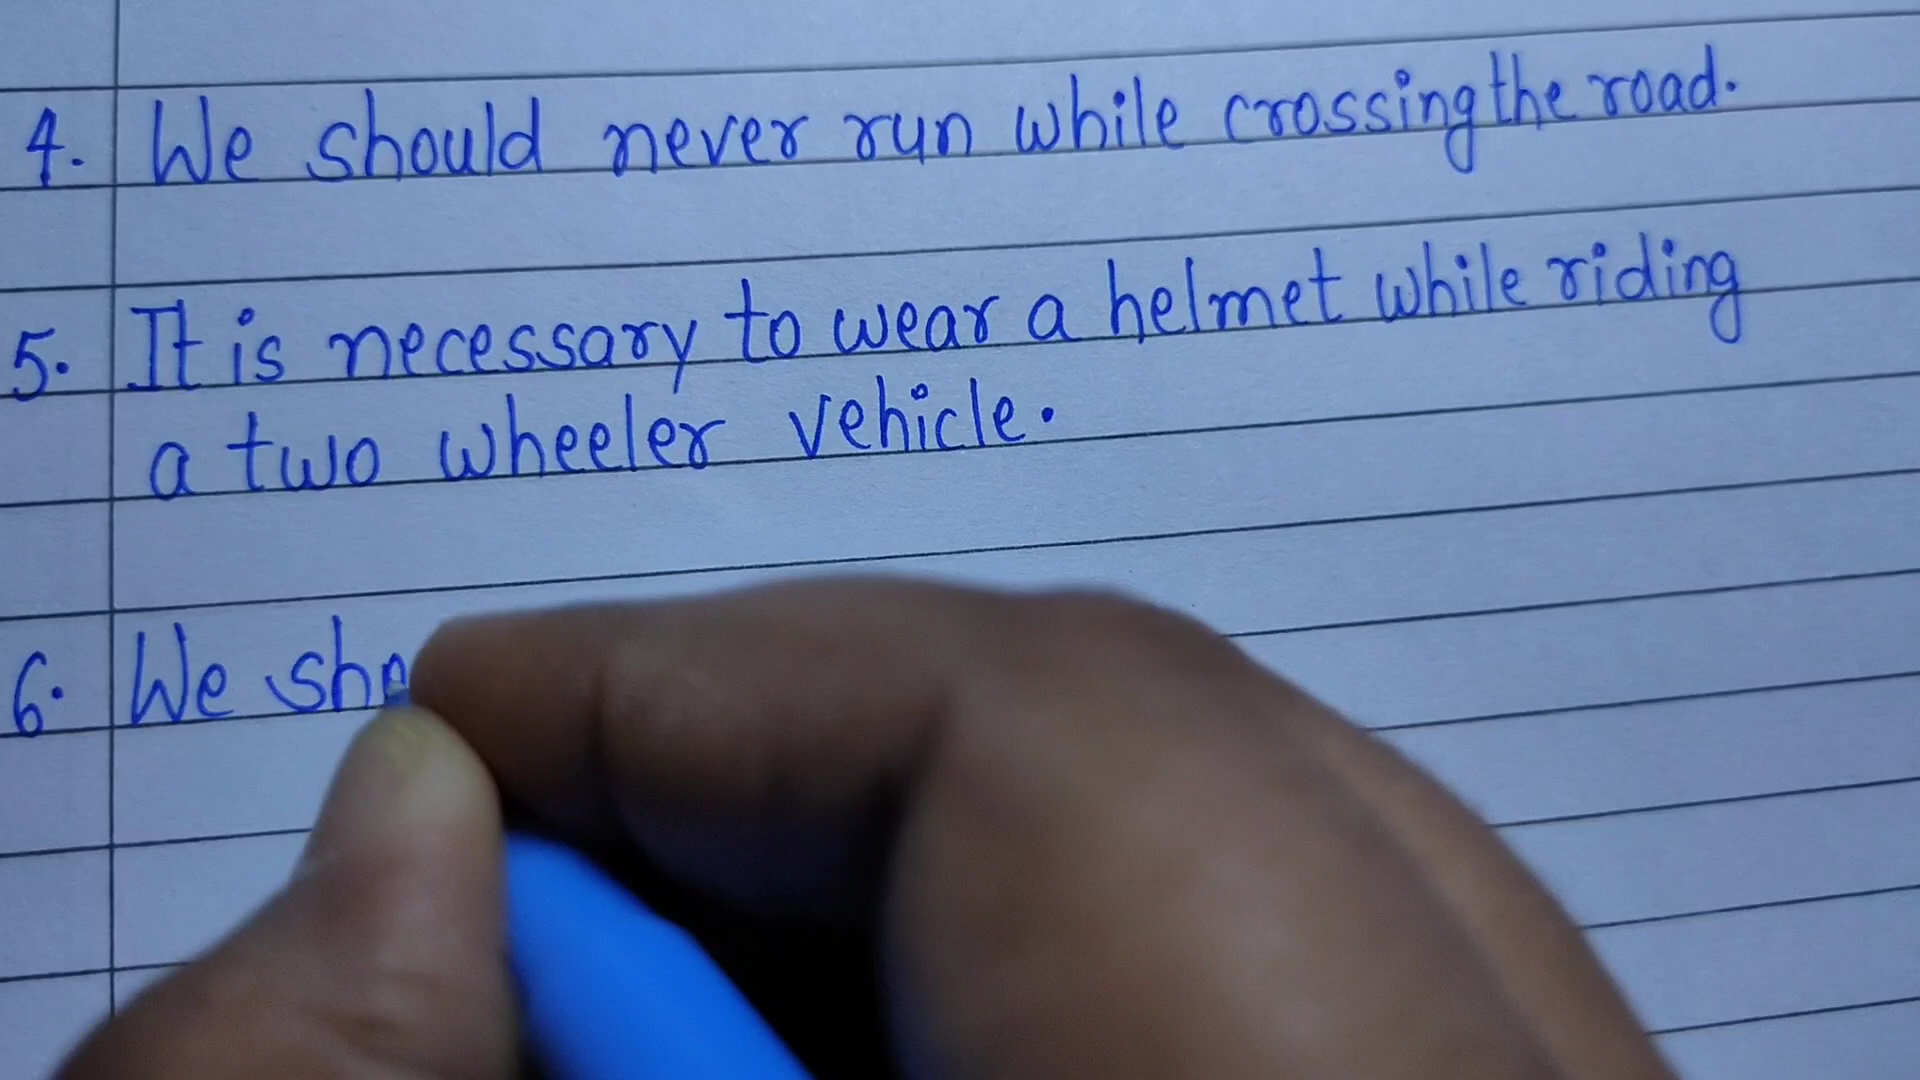 4. We should never run while crossing the road.
5. It is necessary to wear a helmet while riding
a two wheeler vehicle.
6. We